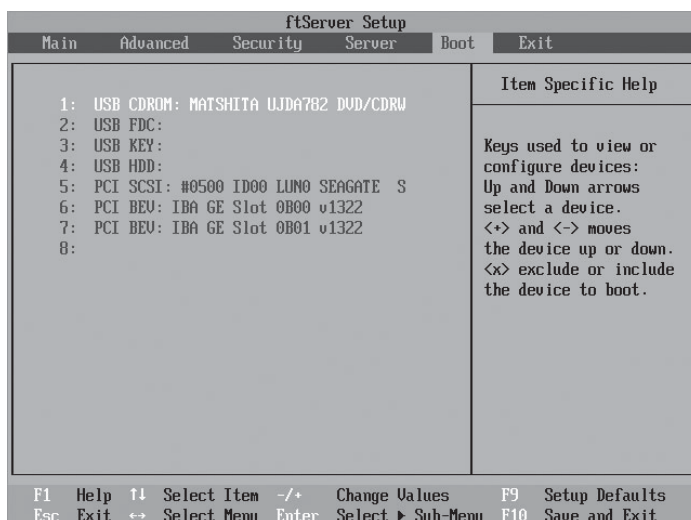 ftServer Setup
Main Advanced Security Server Boot Exit
1: USB CDROM: MATSHITA UJDA782 DVD/CDRW
2: USB FDC:
3: USB KEY:
4: USB HDD:
5: PCI SCSI: #0500 ID00 LUN0 SEAGATE S
6: PCI BEV: IBA GE Slot 0B00 v1322
7: PCI BEV: IBA GE Slot 0B01 v1322
8:
Item Specific Help
Keys used to view or
configure devices:
Up and Down arrows
select a device.
<+> and <-> moves
the device up or down.
<x> exclude or include
the device to boot.
F1 Help ↑↓ Select Item -/+ Change Values F9 Setup Defaults
Esc Exit ↔ Select Menu Enter Select ▶ Sub-Menu F10 Save and Exit